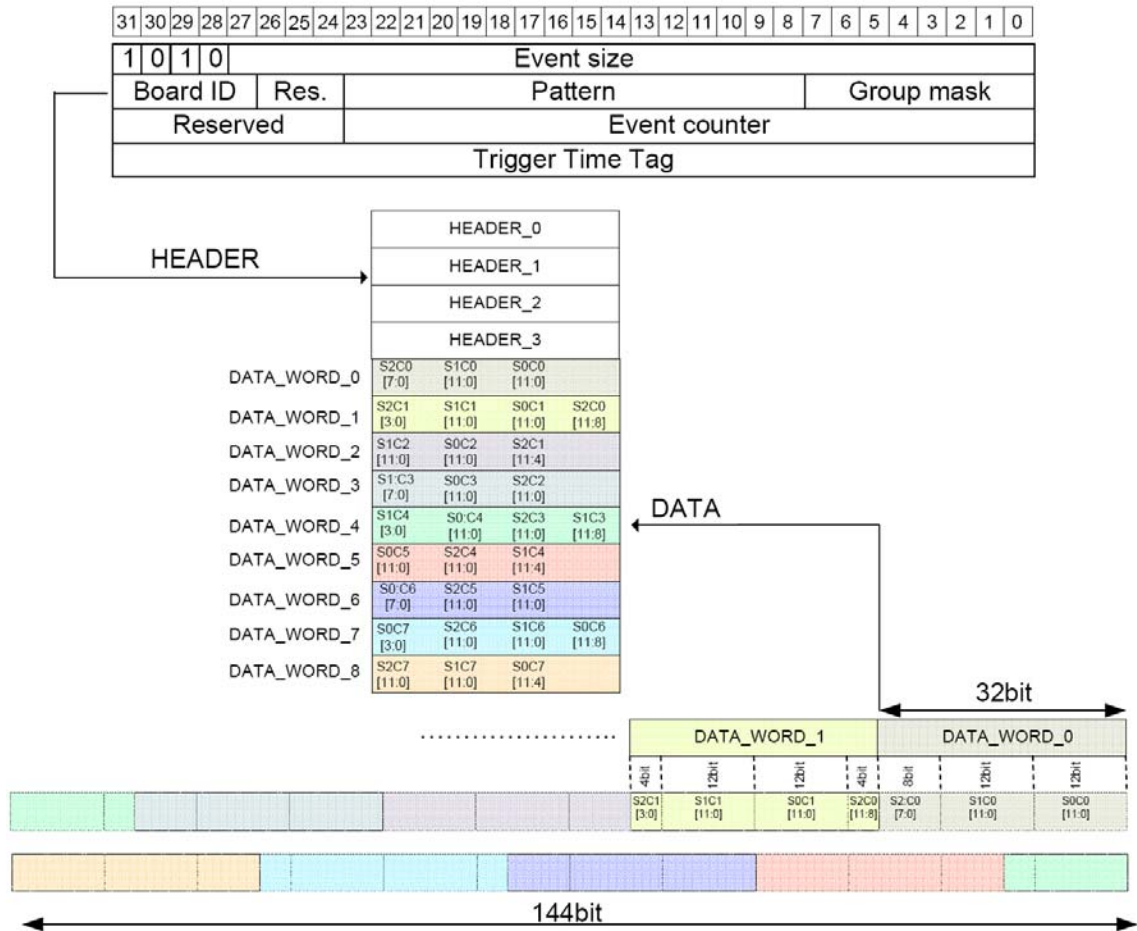 31 30 29 28 27 26 25 24 23 22 21 20 19 18 17 16 15 14 13 12 11 10 9 8 7 6 5 4 3 2 1 0
1 0 1 0 Event size
Board ID Res. Pattern Group mask
Reserved Event counter
Trigger Time Tag
HEADER
HEADER_0
HEADER_1
HEADER_2
HEADER_3
DATA_WORD_0 S2C0 S1C0 S0C0
[7:0] [11:0] [11:0]
DATA_WORD_1 S2C1 S1C1 S0C1 S2C0
[3:0] [11:0] [11:0] [11:8]
DATA_WORD_2 S1C2 S0C2 S2C1
[11:0] [11:0] [11:4]
DATA_WORD_3 S1:C3 S0C3 S2C2
[7:0] [11:0] [11:0]
DATA_WORD_4 S1C4 S0:C4 S2C3 S1C3
[3:0] [11:0] [11:0] [11:8]
DATA
DATA_WORD_5 S0C5 S2C4 S1C4
[11:0] [11:0] [11:4]
DATA_WORD_6 S0:C6 S2C5 S1C5
[7:0] [11:0] [11:0]
DATA_WORD_7 S0C7 S2C6 S1C6 S0C6
[3:0] [11:0] [11:0] [11:8]
DATA_WORD_8 S2C7 S1C7 S0C7
[11:0] [11:0] [11:4]
32bit
DATA_WORD_1 DATA_WORD_0
4bit 12bit 12bit 4bit 8bit 12bit 12bit
S2C1 S1C1 S0C1 S2C0 S2:C0 S1C0 S0C0
[3:0] [11:0] [11:0] [11:8] [7:0] [11:0] [11:0]
144bit